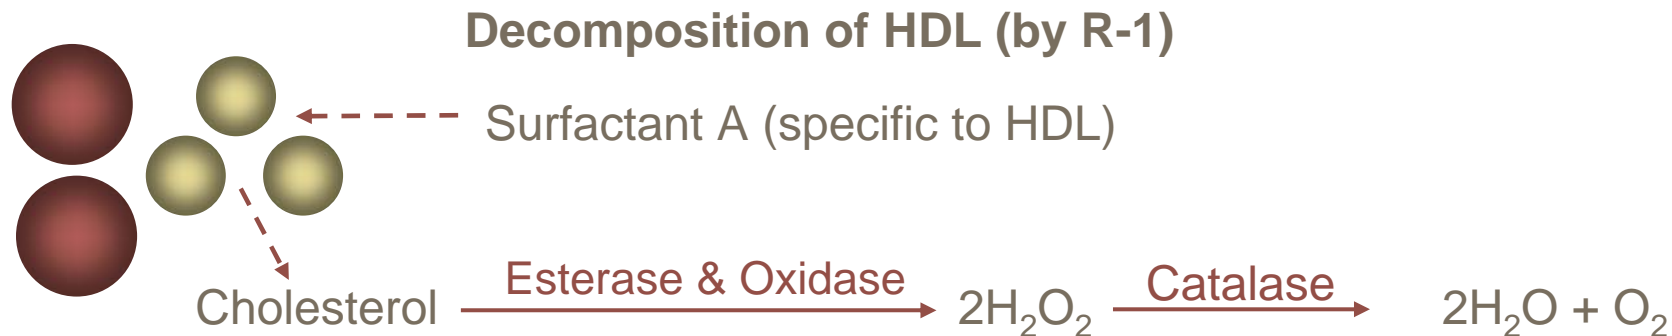 Decomposition of HDL (by R-1)
Surfactant A (specific to HDL)
Esterase & Oxidase
Catalase
Cholesterol
2H₂O₂
2H₂O + O₂